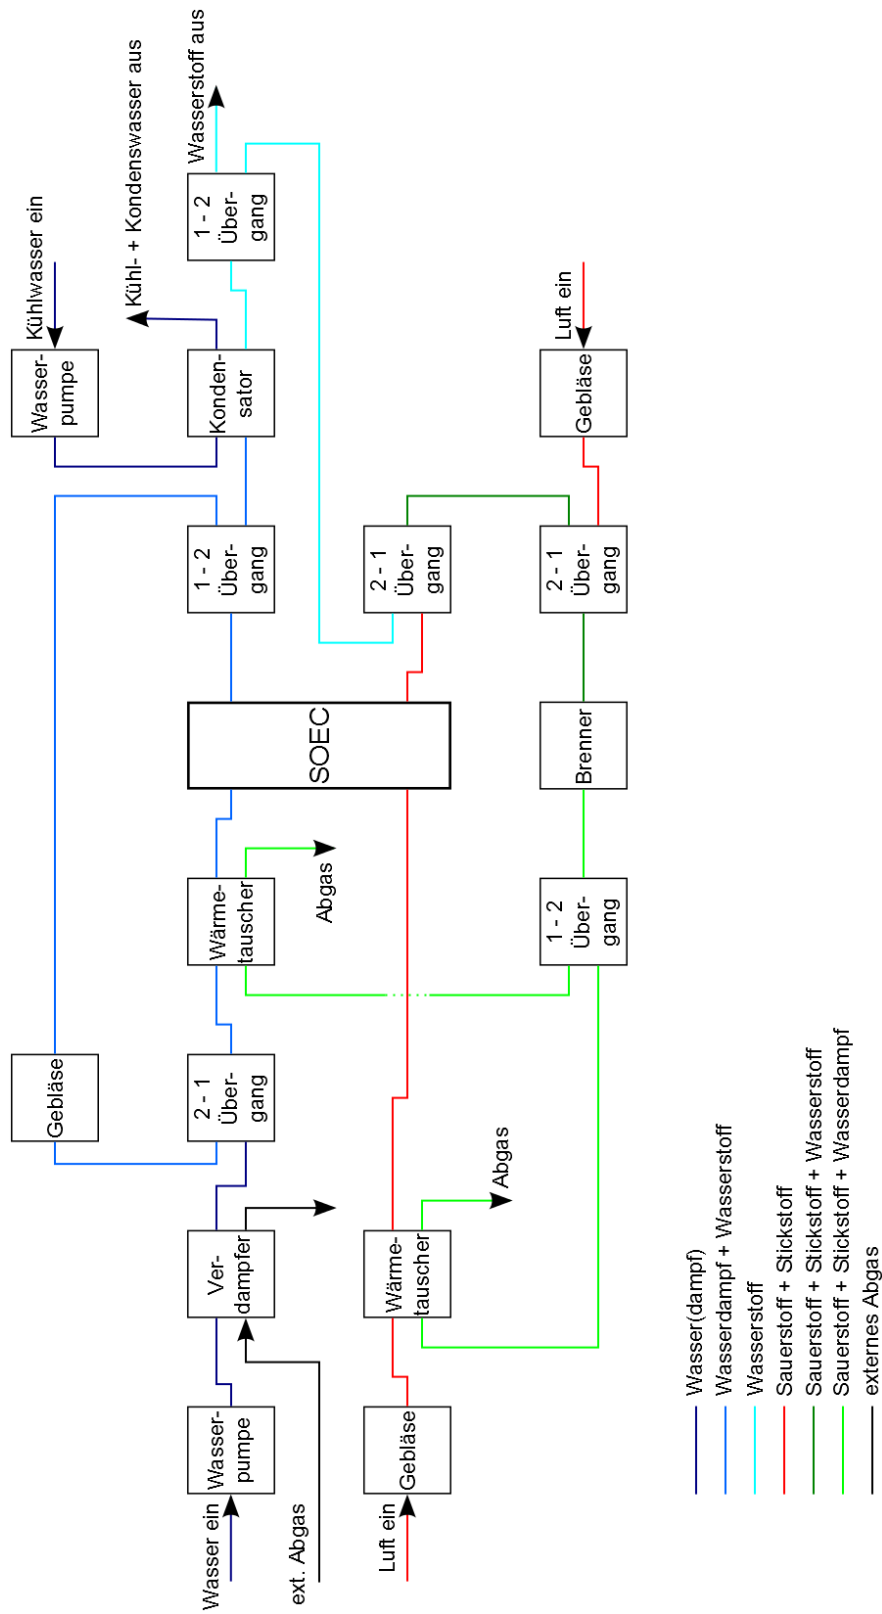 Wasser-
pumpe
Kühlwasser ein
Gebläse
Wasser ein
Wasser-
pumpe
Ver-
dampfer
2 - 1
Über-
gang
Wärme-
tauscher
SOEC
1 - 2
Über-
gang
Konden-
sator
Kühl- + Kondenswasser aus
1 - 2
Über-
gang
Wasserstoff aus
ext. Abgas
Abgas
Luft ein
Gebläse
Wärme-
tauscher
Abgas
2 - 1
Über-
gang
1 - 2
Über-
gang
Brenner
2 - 1
Über-
gang
Gebläse
Luft ein
Wasser(dampf)
Wasserdampf + Wasserstoff
Wasserstoff
Sauerstoff + Stickstoff
Sauerstoff + Stickstoff + Wasserstoff
Sauerstoff + Stickstoff + Wasserdampf
externes Abgas